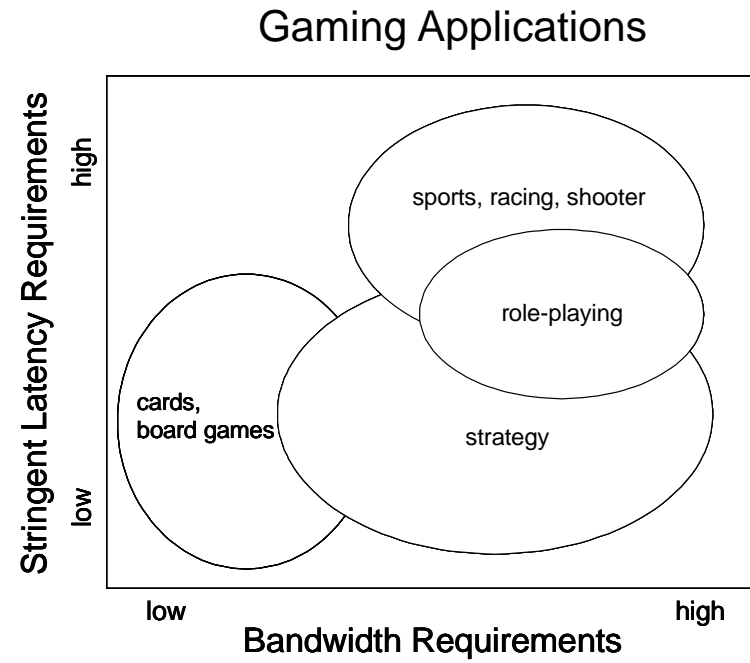 Gaming Applications
Stringent Latency Requirements
high
low
sports, racing, shooter
role-playing
cards,
board games
strategy
low
high
Bandwidth Requirements